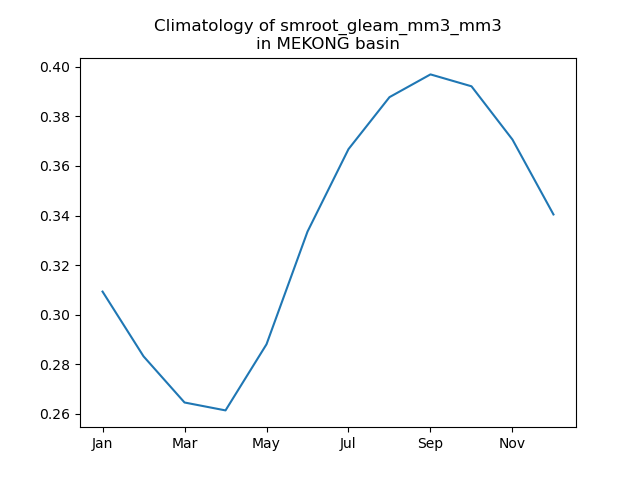 Climatology of smroot_gleam_mm3_mm3
in MEKONG basin
0.40
0.38
0.36
0.34
0.32
0.30
0.28
0.26
Jan Mar May Jul Sep Nov